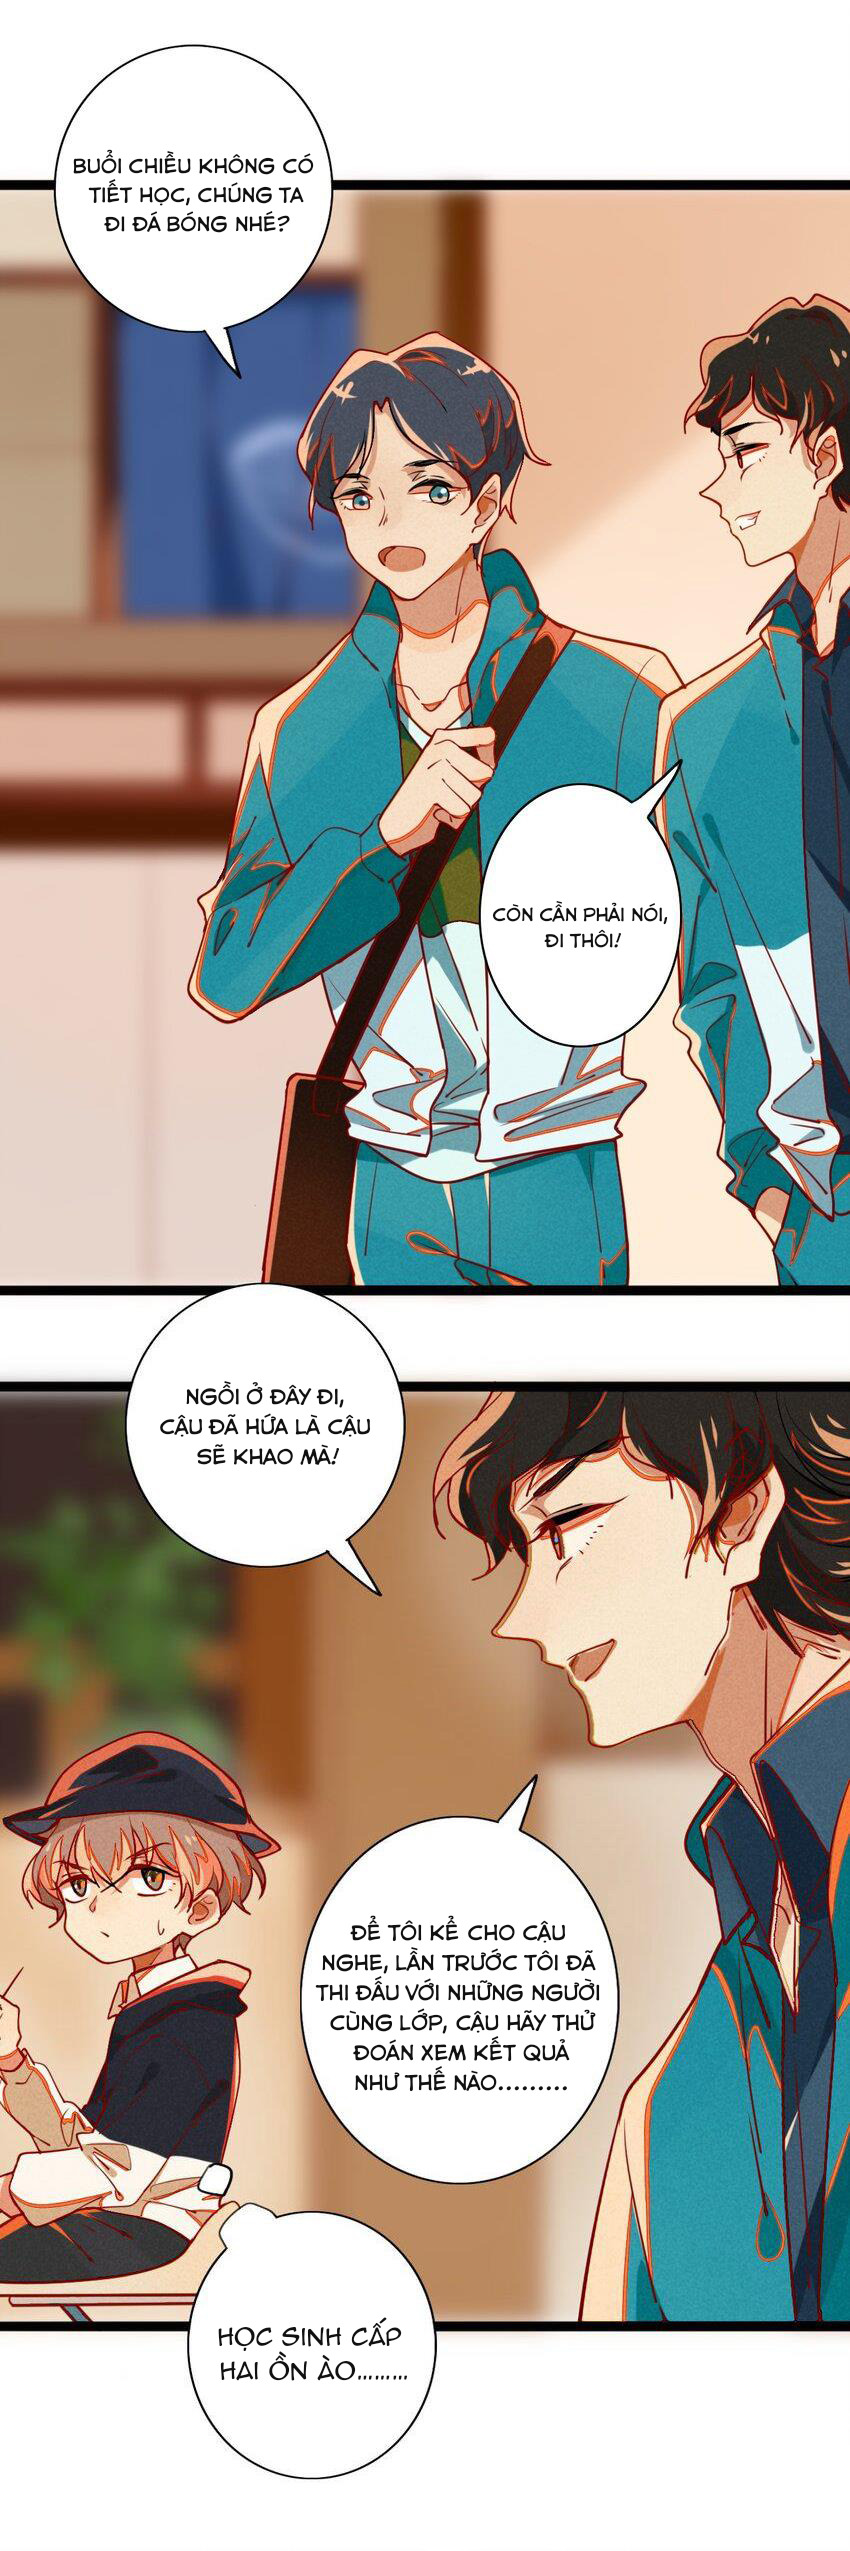 BUỔI CHIỀU KHÔNG CÓ
TIẾT HỌC, CHÚNG TA
ĐI ĐÁ BÓNG NHÉ?
CÒN CẦN PHẢI NÓI,
ĐI THÔI!
NGỒI Ở ĐÂY ĐI,
CẬU ĐÃ HỨA LÀ CẬU
SẼ KHAO MÀ!
ĐỂ TÔI KỂ CHO CẬU
NGHE, LẦN TRƯỚC TÔI ĐÃ
THI ĐẤU VỚI NHỮNG NGƯỜI
CÙNG LỚP, CẬU HÃY THỬ
ĐOÁN XEM KẾT QUẢ
NHƯ THẾ NÀO.........
HỌC SINH CẤP
HAI ỒN ÀO.........